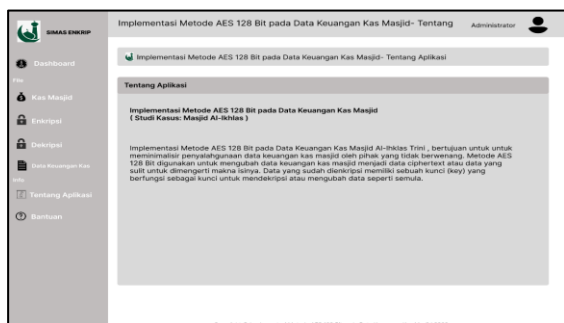 SIMAS ENKRIP
Implementasi Metode AES 128 Bit pada Data Keuangan Kas Masjid- Tentang
Administrator
Implementasi Metode AES 128 Bit pada Data Keuangan Kas Masjid- Tentang Aplikasi
Dashboard
File
Kas Masjid
Enkripsi
Dekripsi
Data Keuangan Kas
Info
Tentang Aplikasi
Bantuan
Tentang Aplikasi
Implementasi Metode AES 128 Bit pada Data Keuangan Kas Masjid
( Studi Kasus: Masjid Al-Ikhlas )
Implementasi Metode AES 128 Bit pada Data Keuangan Kas Masjid Al-Ihklas Trini , bertujuan untuk untuk
meminimalisir penyalahgunaan data keuangan kas masjid oleh pihak yang tidak berwenang. Metode AES
128 Bit digunakan untuk mengubah data keuangan kas masjid menjadi data ciphertext atau data yang
sulit untuk dimengerti makna isinya. Data yang sudah dienkripsi memiliki sebuah kunci (key) yang
berfungsi sebagai kunci untuk mendekripsi atau mengubah data seperti semula.